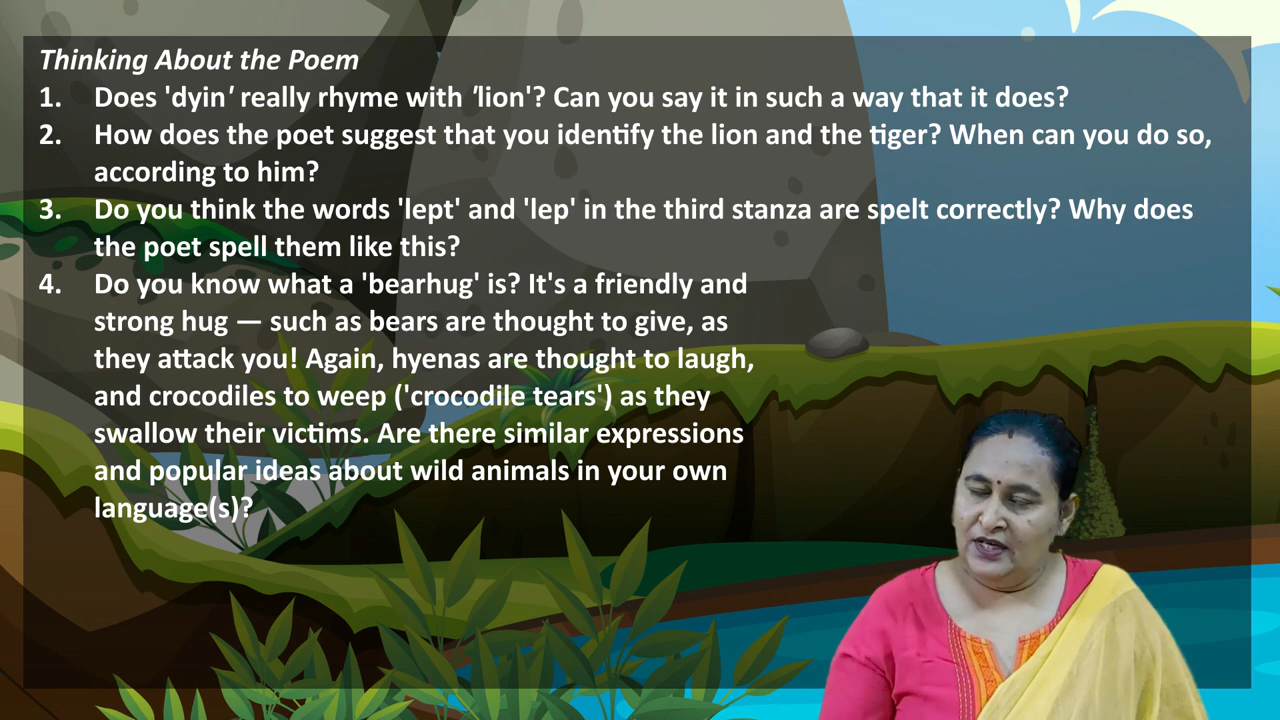 Thinking About the Poem
1. Does 'dyin' really rhyme with 'lion'? Can you say it in such a way that it does?
2. How does the poet suggest that you identify the lion and the tiger? When can you do so,
according to him?
3. Do you think the words 'lept' and 'lep' in the third stanza are spelt correctly? Why does
the poet spell them like this?
4. Do you know what a 'bearhug' is? It's a friendly and
strong hug — such as bears are thought to give, as
they attack you! Again, hyenas are thought to laugh,
and crocodiles to weep ('crocodile tears') as they
swallow their victims. Are there similar expressions
and popular ideas about wild animals in your own
language(s)?